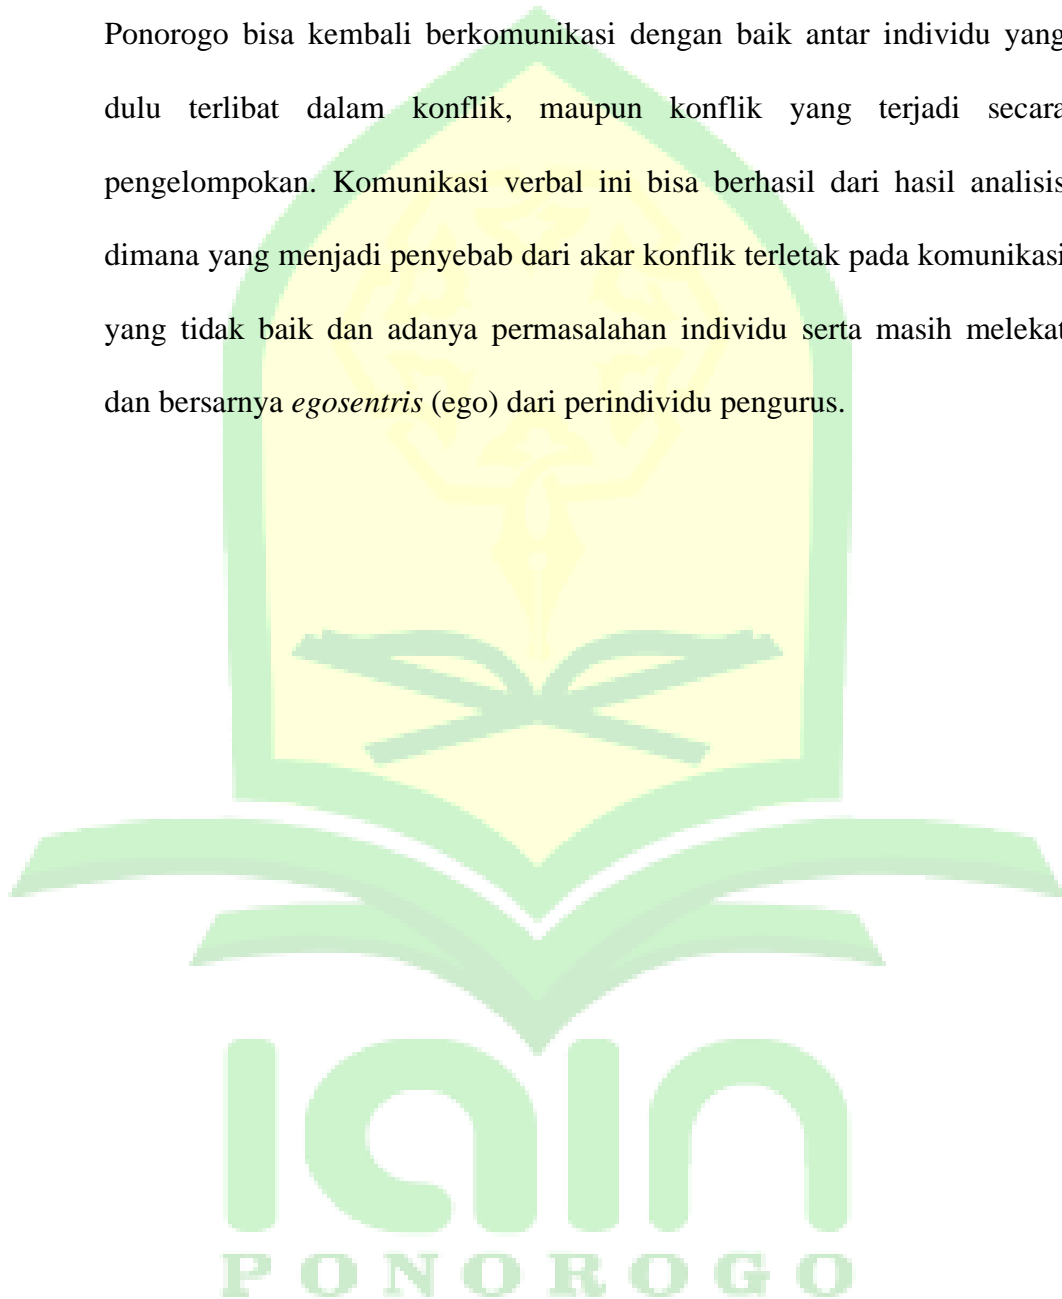 Ponorogo bisa kembali berkomunikasi dengan baik antar individu yang
dulu terlibat dalam konflik, maupun konflik yang terjadi secara
pengelompokan. Komunikasi verbal ini bisa berhasil dari hasil analisis
dimana yang menjadi penyebab dari akar konflik terletak pada komunikasi
yang tidak baik dan adanya permasalahan individu serta masih melekat
dan bersarnya egosentris (ego) dari perindividu pengurus.
iain
PONOROGO